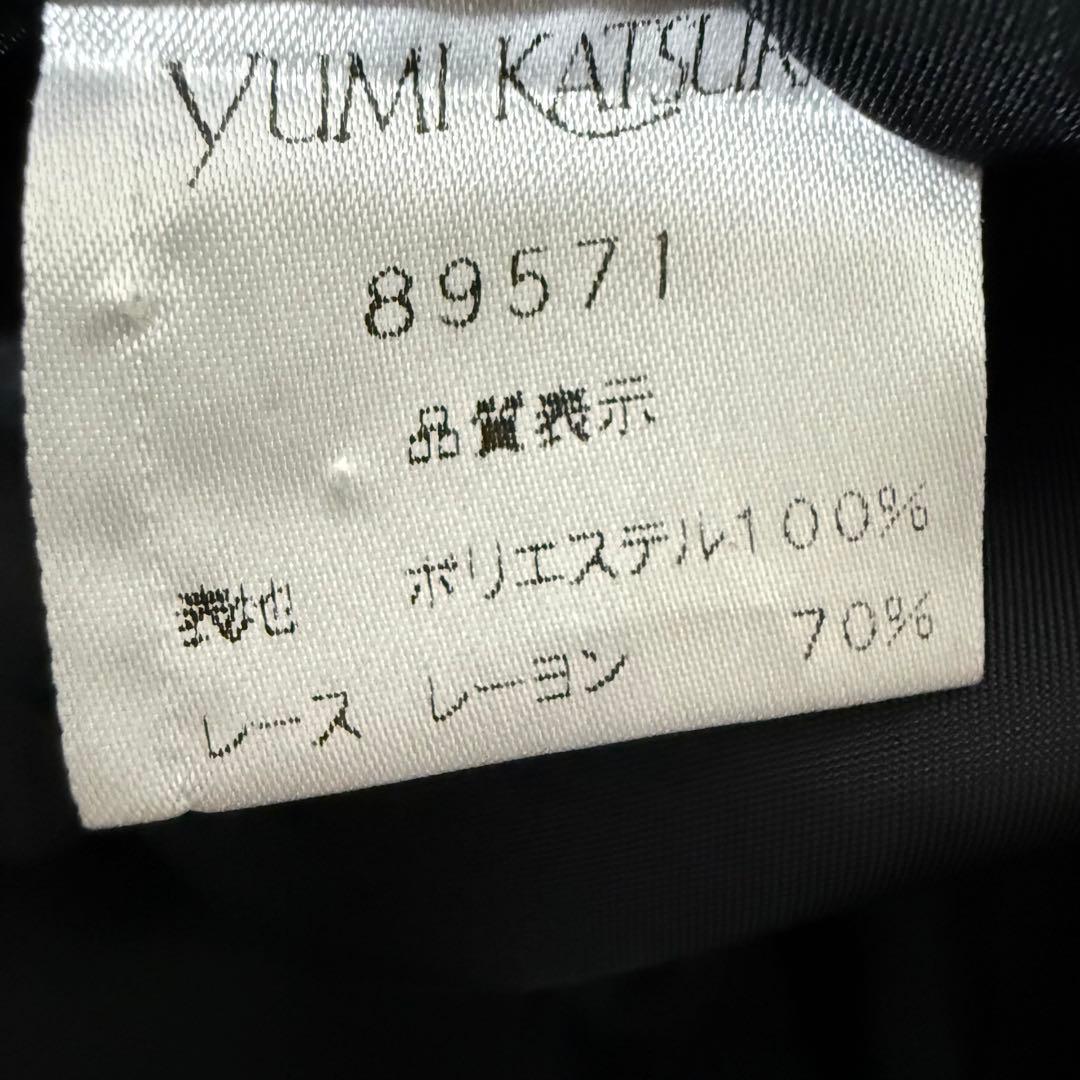 YUMI KATSUR
89571
品質表示
表地 ポリエステル100%
レース レーヨン 70%